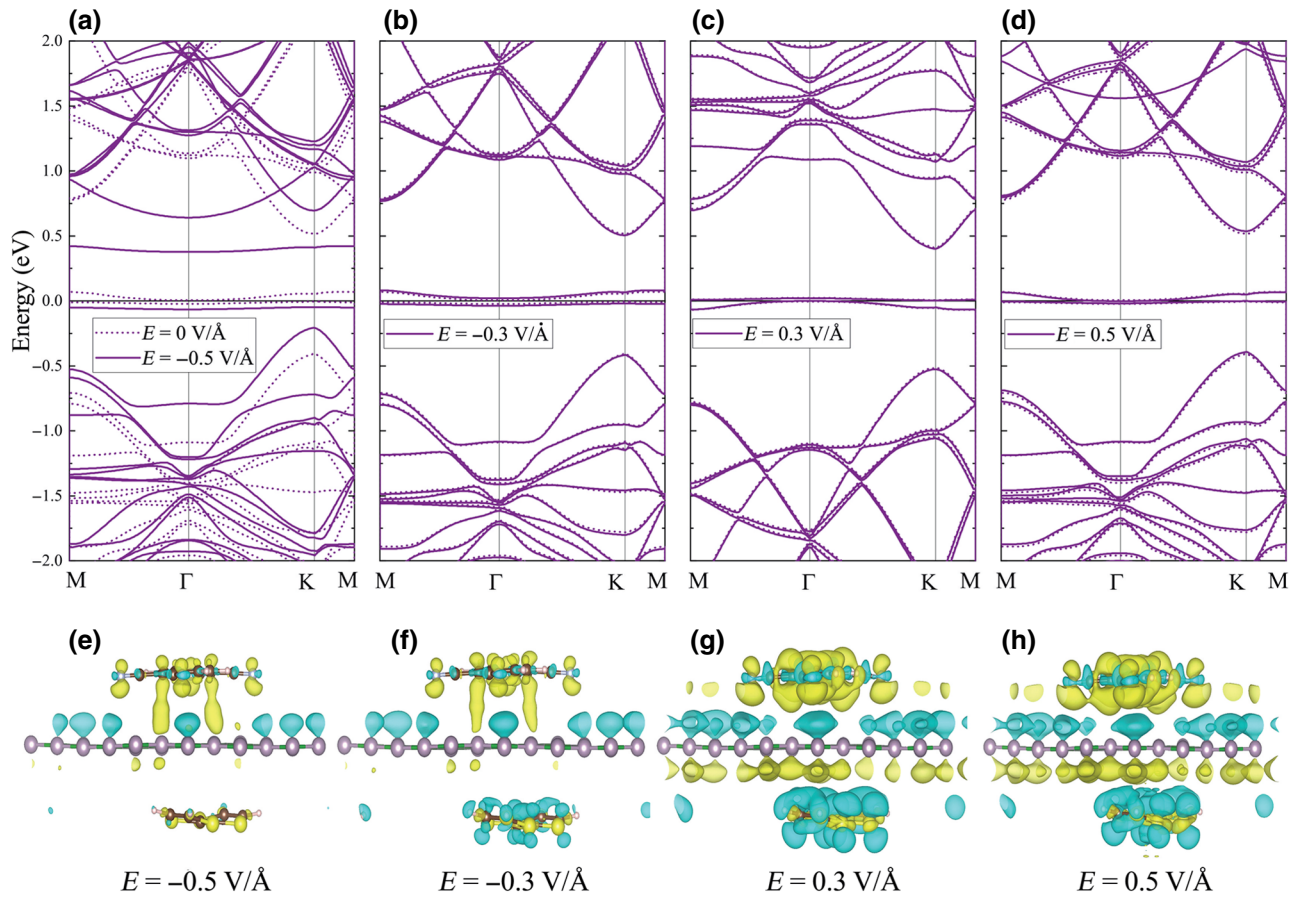 (a) (b) (c) (d)
2.0
1.5
1.0
0.5
0.0
−0.5
−1.0
−1.5
−2.0
Energy (eV)
E = 0 V/Å
E = −0.5 V/Å
E = −0.3 V/Å
E = 0.3 V/Å
E = 0.5 V/Å
M Γ K M M Γ K M M Γ K M M Γ K M
(e) (f) (g) (h)
E = −0.5 V/Å E = −0.3 V/Å E = 0.3 V/Å E = 0.5 V/Å